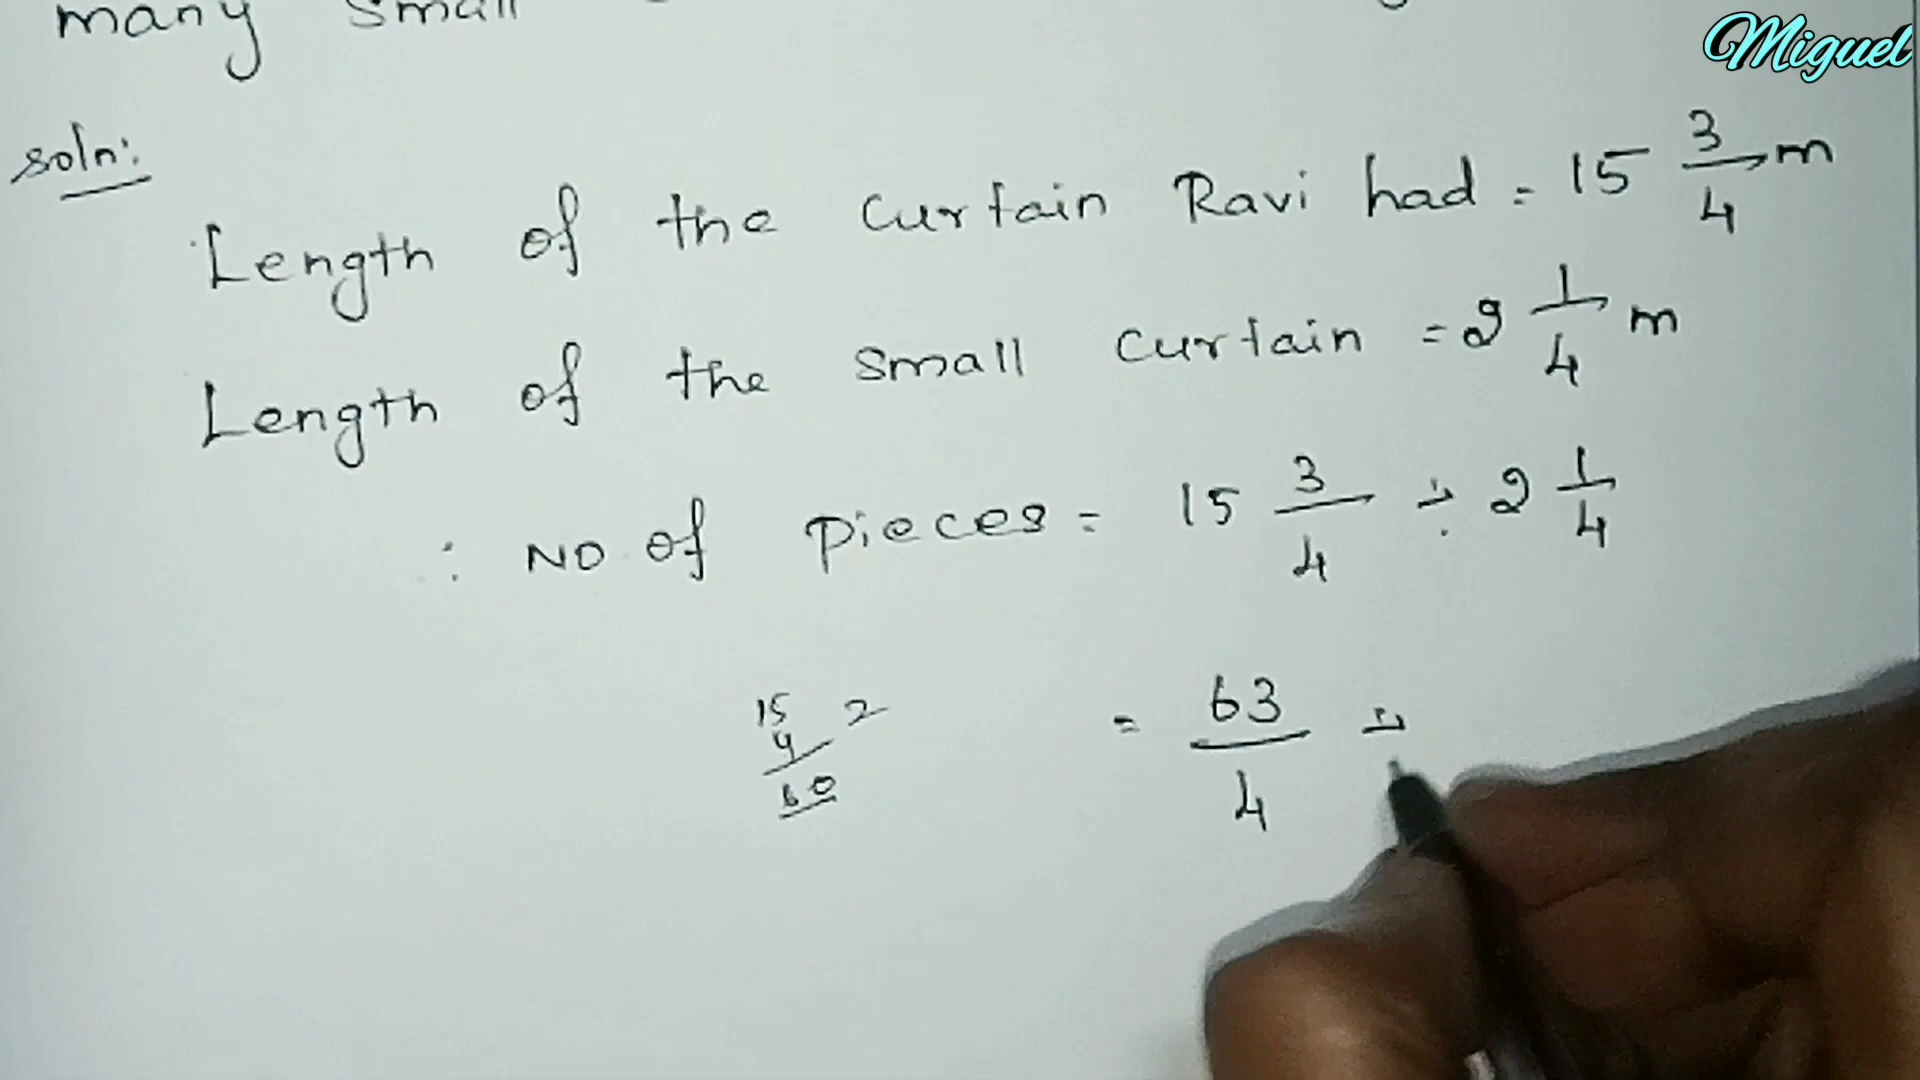 many small
Miguel
soln:
Length of the curtain Ravi had = 15 3/4 m
Length of the small curtain = 2 1/4 m
∴ NO of pieces = 15 3/4 ÷ 2 1/4
15 2
4
60
= 63/4 ÷